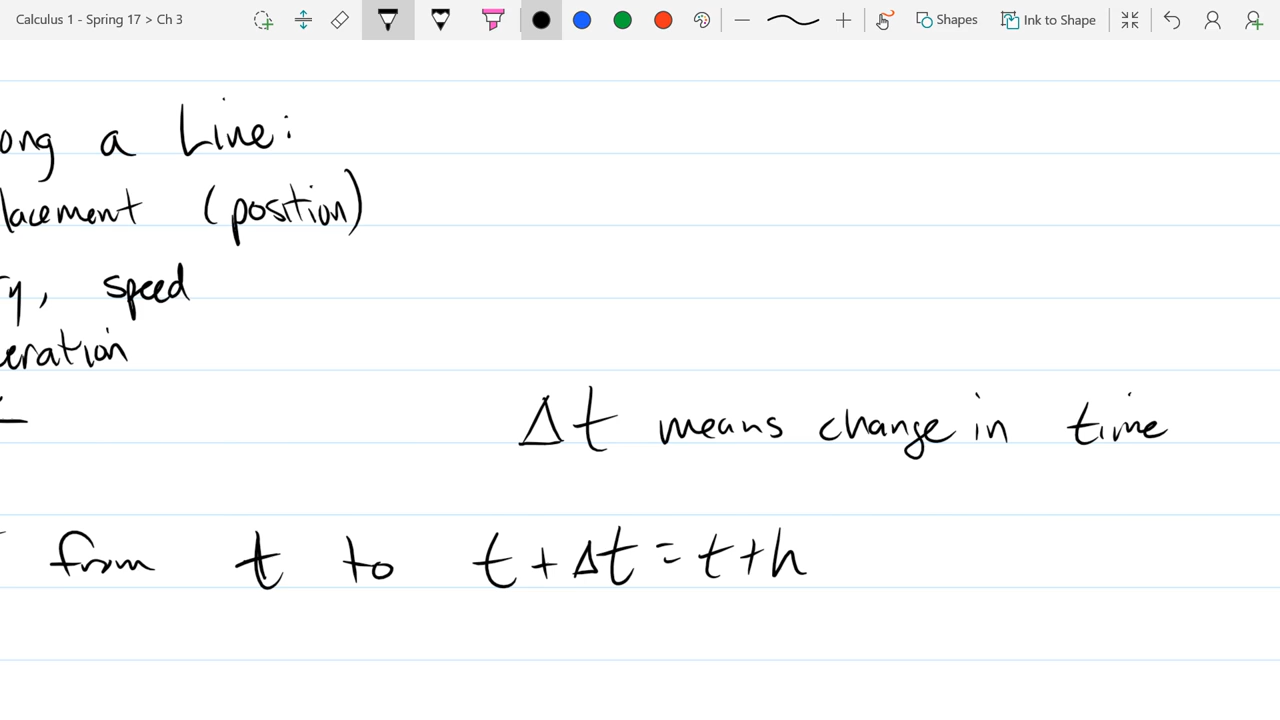 Calculus 1 - Spring 17 > Ch 3
Shapes
Ink to Shape
ong a Line:
lacement (position)
ry, speed
eration
Δt means change in time
from t to t + Δt = t + h